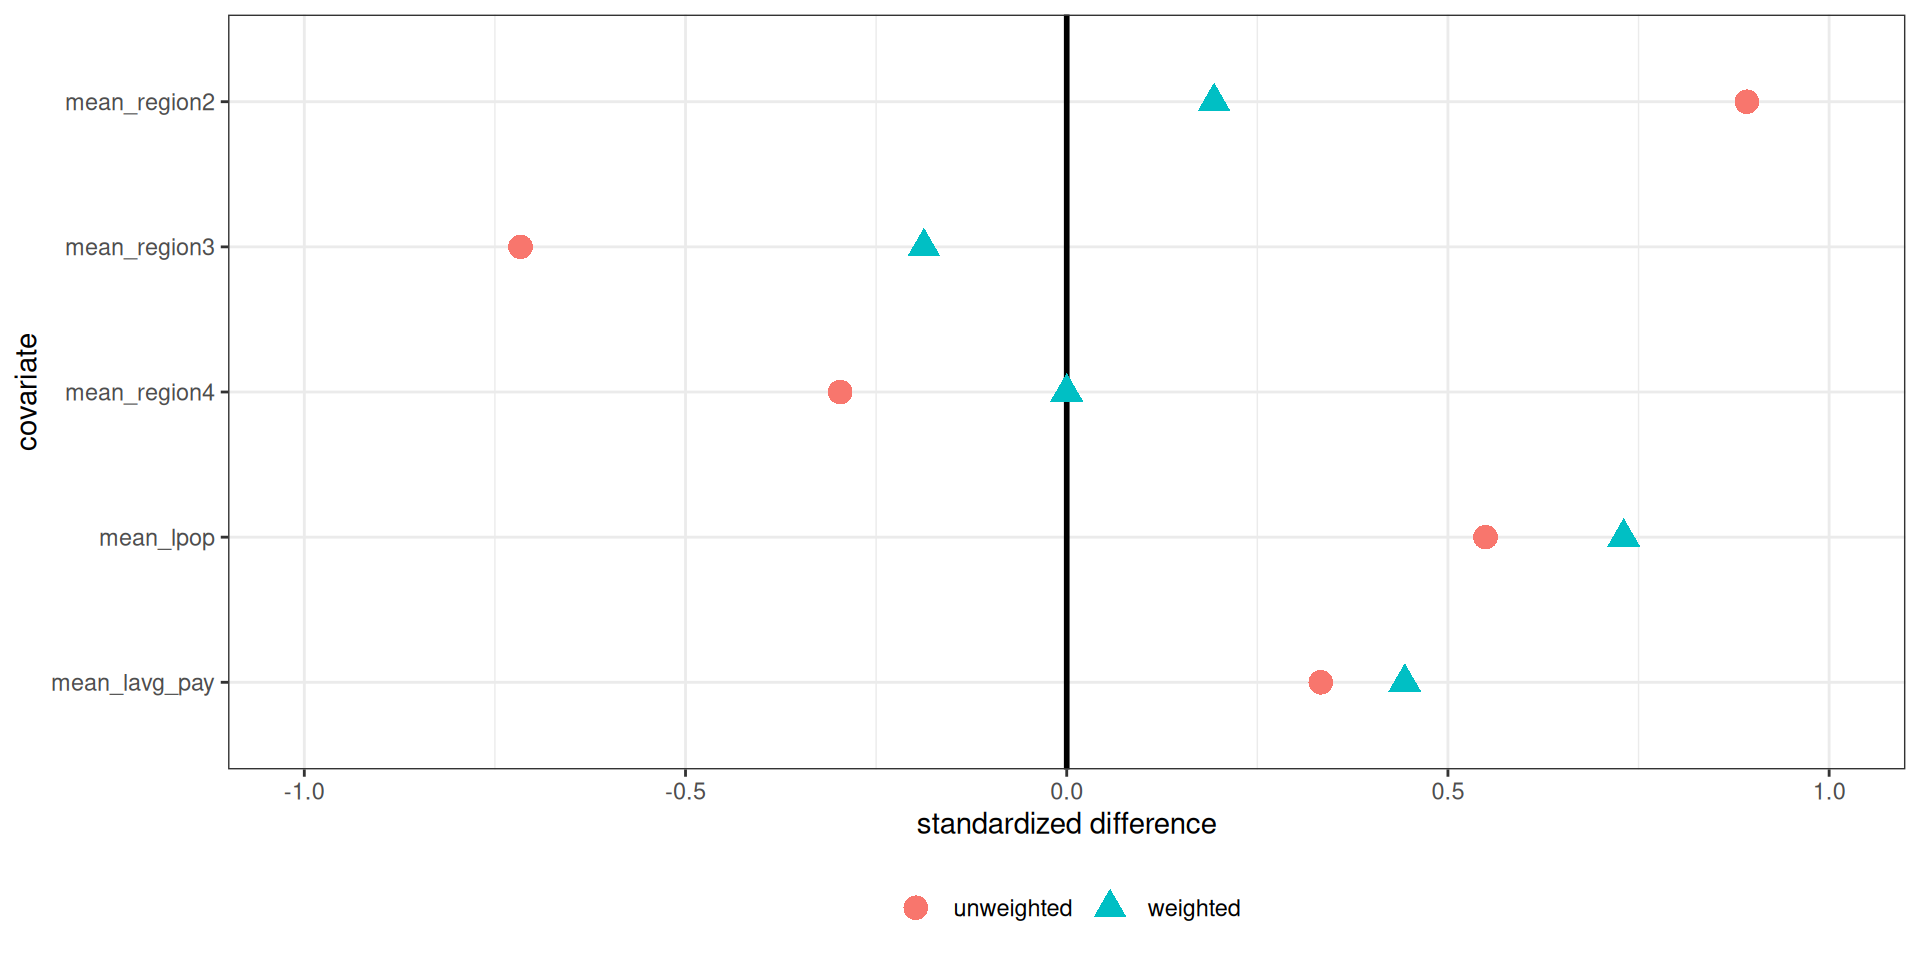 mean_region2
mean_region3
mean_region4
mean_lpop
mean_lavg_pay
covariate
-1.0 -0.5 0.0 0.5 1.0
standardized difference
unweighted weighted